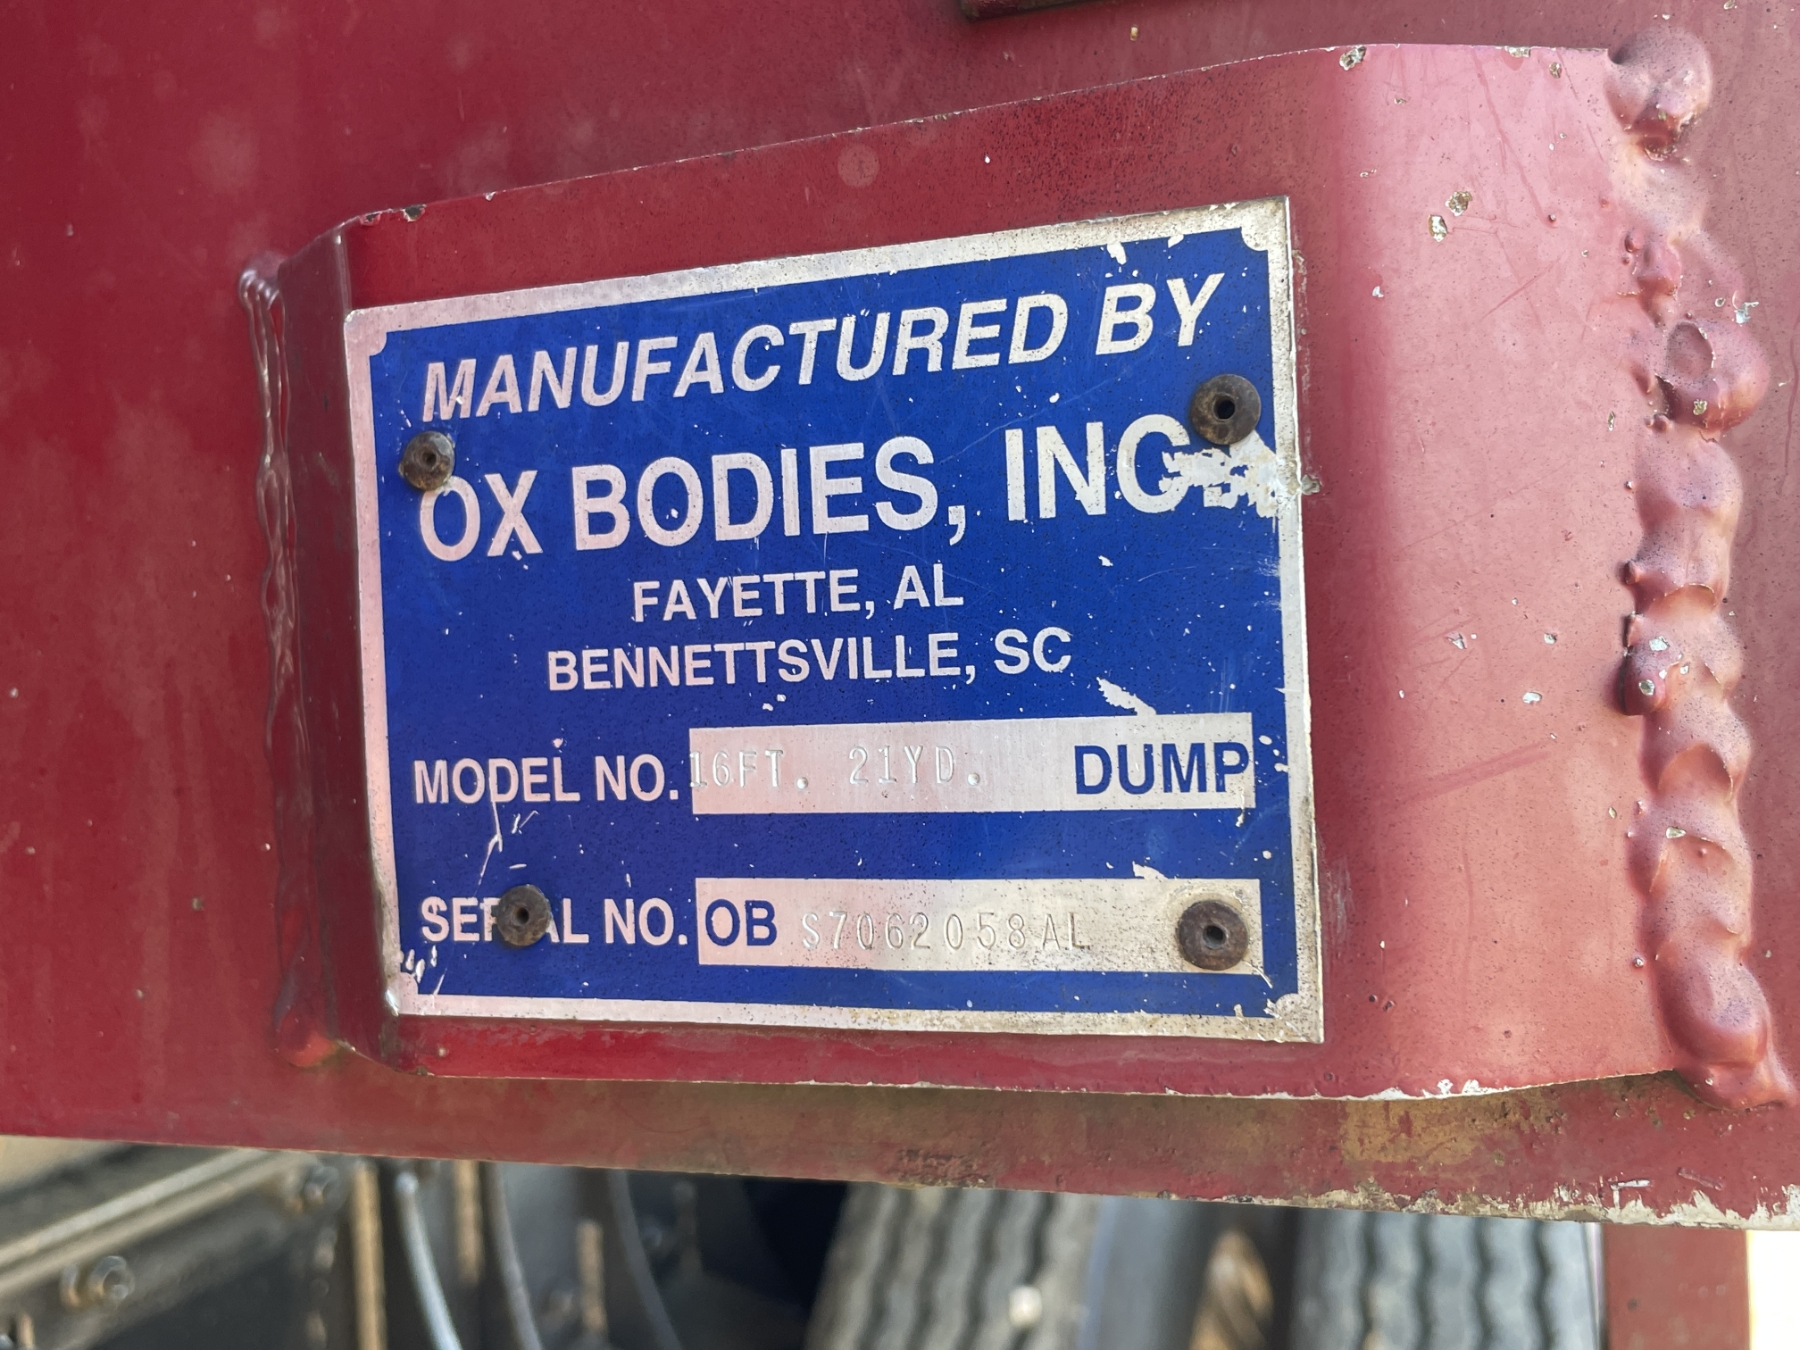 MANUFACTURED BY
OX BODIES, INC.
FAYETTE, AL
BENNETTSVILLE, SC
MODEL NO. 16FT. 21YD. DUMP
SERIAL NO. OB S7062058AL